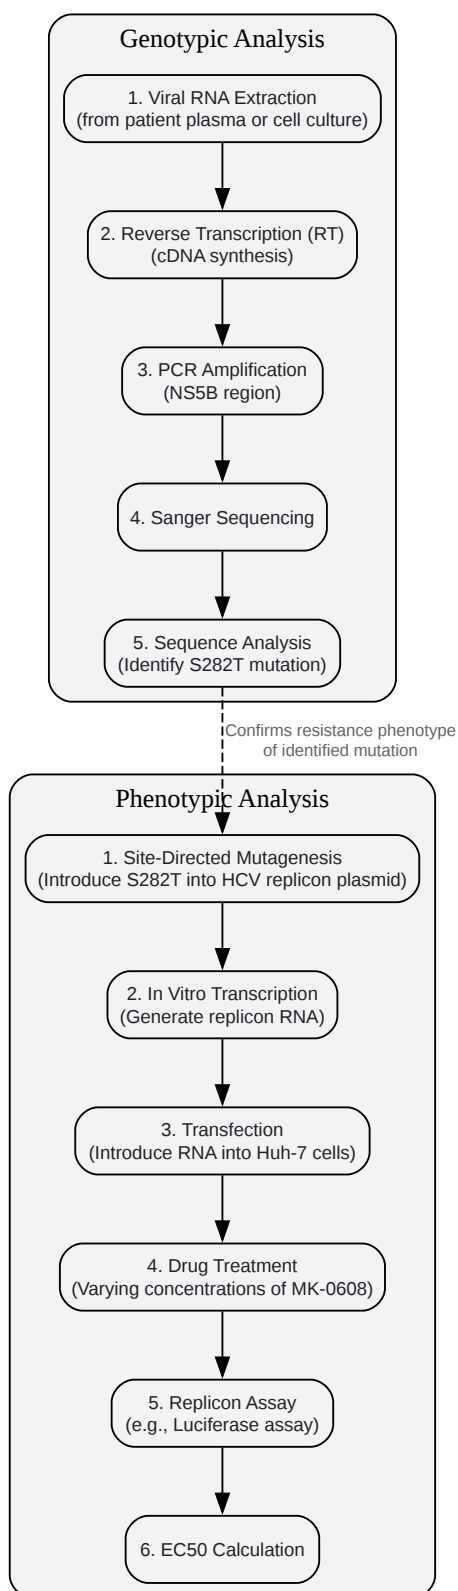 Genotypic Analysis
1. Viral RNA Extraction
(from patient plasma or cell culture)
2. Reverse Transcription (RT)
(cDNA synthesis)
3. PCR Amplification
(NS5B region)
4. Sanger Sequencing
5. Sequence Analysis
(Identify S282T mutation)
Confirms resistance phenotype
of identified mutation
Phenotypic Analysis
1. Site-Directed Mutagenesis
(Introduce S282T into HCV replicon plasmid)
2. In Vitro Transcription
(Generate replicon RNA)
3. Transfection
(Introduce RNA into Huh-7 cells)
4. Drug Treatment
(Varying concentrations of MK-0608)
5. Replicon Assay
(e.g., Luciferase assay)
6. EC50 Calculation